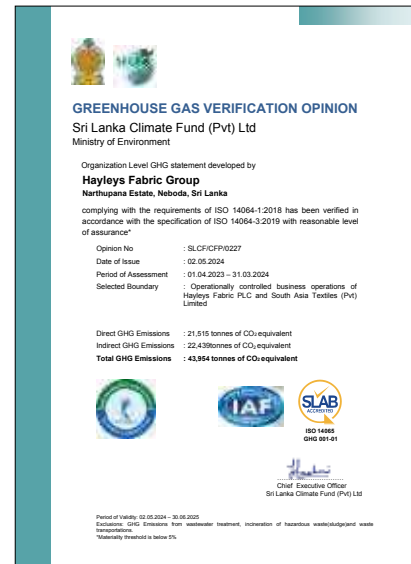 GREENHOUSE GAS VERIFICATION OPINION
Sri Lanka Climate Fund (Pvt) Ltd
Ministry of Environment
Organization Level GHG statement developed by
Hayleys Fabric Group
Narthupana Estate, Neboda, Sri Lanka
complying with the requirements of ISO 14064-1:2018 has been verified in
accordance with the specification of ISO 14064-3:2019 with reasonable level
of assurance*
Opinion No : SLCF/CFP/0227
Date of Issue : 02.05.2024
Period of Assessment : 01.04.2023 – 31.03.2024
Selected Boundary : Operationally controlled business operations of
Hayleys Fabric PLC and South Asia Textiles (Pvt)
Limited
Direct GHG Emissions : 21,515 tonnes of CO₂ equivalent
Indirect GHG Emissions : 22,439tonnes of CO₂ equivalent
Total GHG Emissions : 43,954 tonnes of CO₂ equivalent
IAF
SLAB
ACCREDITED
ISO 14065
GHG 001-01
Chief Executive Officer
Sri Lanka Climate Fund (Pvt) Ltd
Period of Validity: 02.05.2024 – 30.06.2025
Exclusions: GHG Emissions from wastewater treatment, incineration of hazardous waste(sludge)and waste
transportations.
*Materiality threshold is below 5%